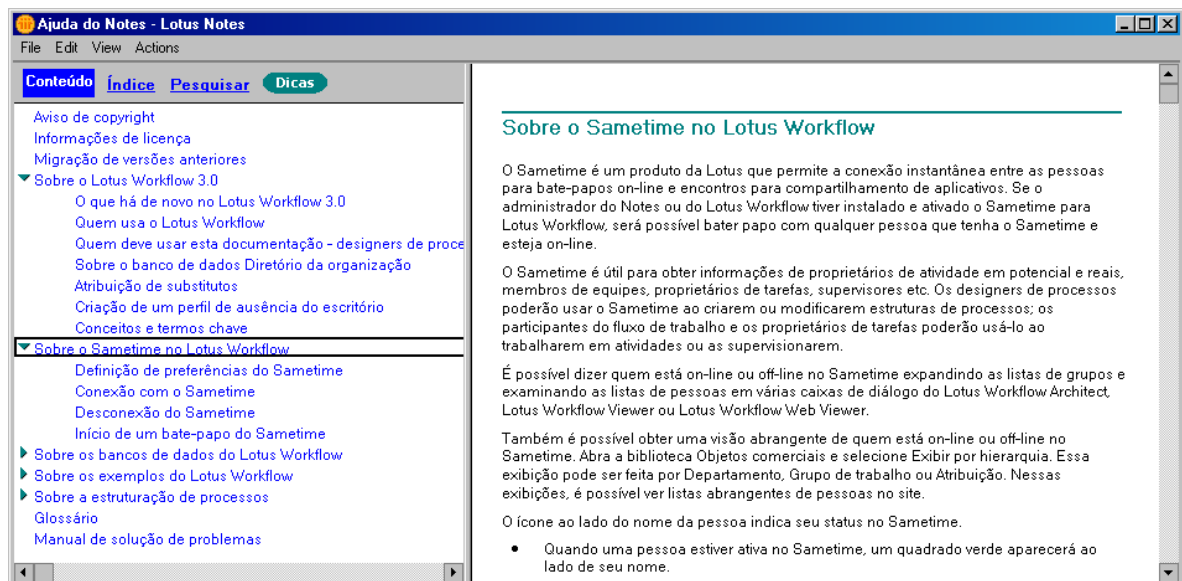 Ajuda do Notes - Lotus Notes
File Edit View Actions
Conteúdo Índice Pesquisar Dicas
Aviso de copyright
Informações de licença
Migração de versões anteriores
Sobre o Lotus Workflow 3.0
O que há de novo no Lotus Workflow 3.0
Quem usa o Lotus Workflow
Quem deve usar esta documentação - designers de proce
Sobre o banco de dados Diretório da organização
Atribuição de substitutos
Criação de um perfil de ausência do escritório
Conceitos e termos chave
Sobre o Sametime no Lotus Workflow
Definição de preferências do Sametime
Conexão com o Sametime
Desconexão do Sametime
Início de um bate-papo do Sametime
Sobre os bancos de dados do Lotus Workflow
Sobre os exemplos do Lotus Workflow
Sobre a estruturação de processos
Glossário
Manual de solução de problemas
Sobre o Sametime no Lotus Workflow
O Sametime é um produto da Lotus que permite a conexão instantânea entre as pessoas
para bate-papos on-line e encontros para compartilhamento de aplicativos. Se o
administrador do Notes ou do Lotus Workflow tiver instalado e ativado o Sametime para
Lotus Workflow, será possível bater papo com qualquer pessoa que tenha o Sametime e
esteja on-line.
O Sametime é útil para obter informações de proprietários de atividade em potencial e reais,
membros de equipes, proprietários de tarefas, supervisores etc. Os designers de processos
poderão usar o Sametime ao criarem ou modificarem estruturas de processos; os
participantes do fluxo de trabalho e os proprietários de tarefas poderão usá-lo ao
trabalharem em atividades ou as supervisionarem.
É possível dizer quem está on-line ou off-line no Sametime expandindo as listas de grupos e
examinando as listas de pessoas em várias caixas de diálogo do Lotus Workflow Architect,
Lotus Workflow Viewer ou Lotus Workflow Web Viewer.
Também é possível obter uma visão abrangente de quem está on-line ou off-line no
Sametime. Abra a biblioteca Objetos comerciais e selecione Exibir por hierarquia. Essa
exibição pode ser feita por Departamento, Grupo de trabalho ou Atribuição. Nessas
exibições, é possível ver listas abrangentes de pessoas no site.
O ícone ao lado do nome da pessoa indica seu status no Sametime.
• Quando uma pessoa estiver ativa no Sametime, um quadrado verde aparecerá ao
lado de seu nome.